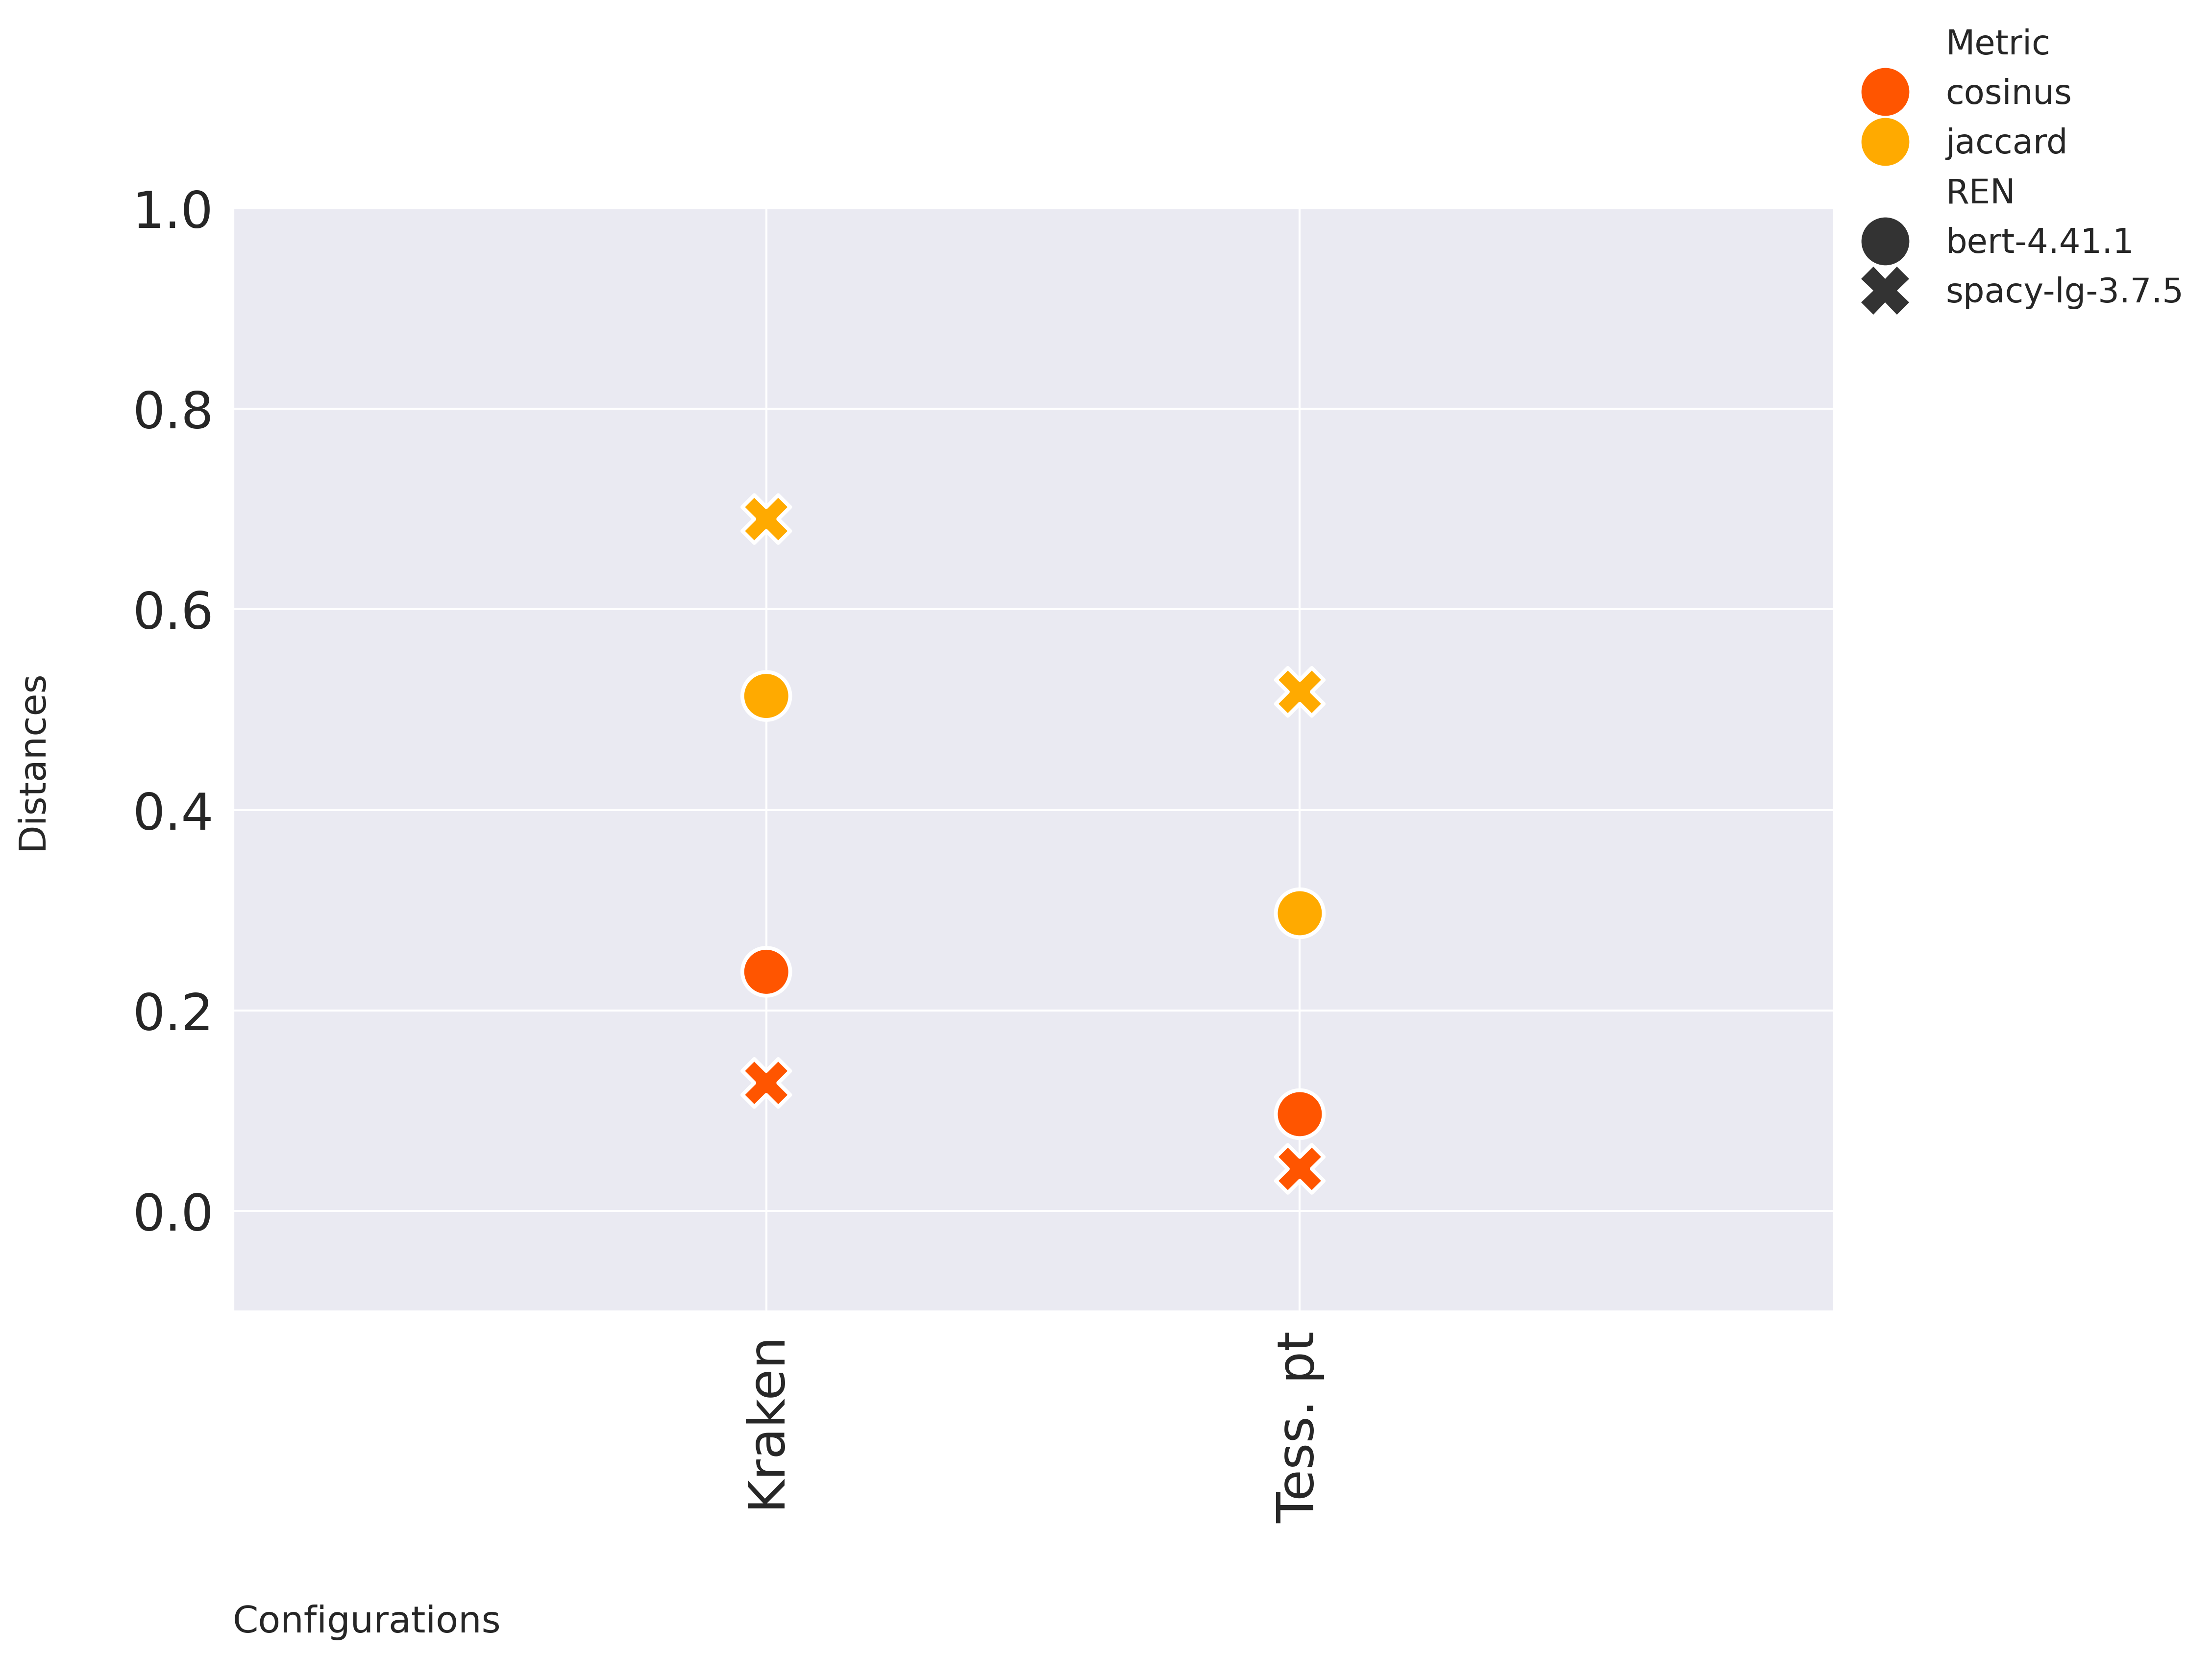 Metric
cosinus
jaccard
REN
bert-4.41.1
spacy-lg-3.7.5
1.0
0.8
0.6
0.4
0.2
0.0
Distances
Kraken
Tess. pt
Configurations